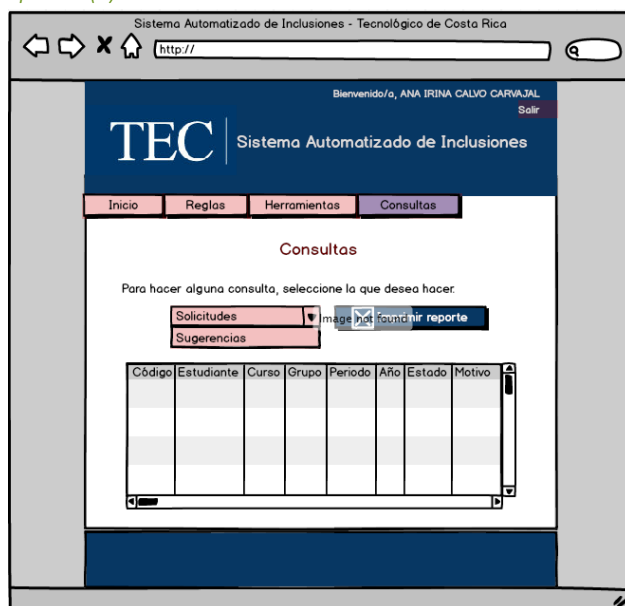 Sistema Automatizado de Inclusiones - Tecnológico de Costa Rica
http://
Bienvenido/a, ANA IRINA CALVO CARVAJAL
Salir
TEC Sistema Automatizado de Inclusiones
Inicio Reglas Herramientas Consultas
Consultas
Para hacer alguna consulta, seleccione la que desea hacer.
Solicitudes Image not found reporte
Sugerencias
Código Estudiante Curso Grupo Periodo Año Estado Motivo